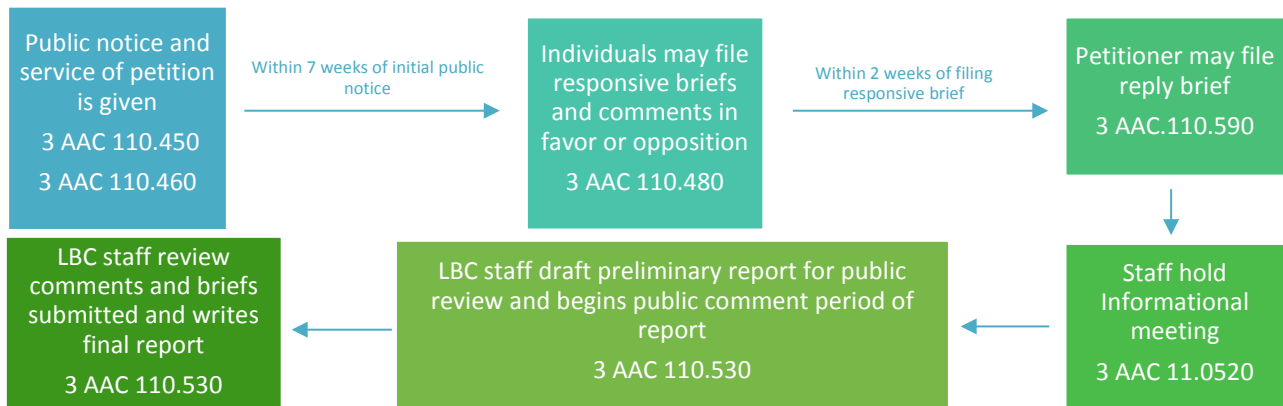 Public notice and
service of petition
is given
3 AAC 110.450
3 AAC 110.460
Within 7 weeks of initial public
notice
Individuals may file
responsive briefs
and comments in
favor or opposition
3 AAC 110.480
Within 2 weeks of filing
responsive brief
Petitioner may file
reply brief
3 AAC.110.590
Staff hold
Informational
meeting
3 AAC 11.0520
LBC staff draft preliminary report for public
review and begins public comment period of
report
3 AAC 110.530
LBC staff review
comments and briefs
submitted and writes
final report
3 AAC 110.530